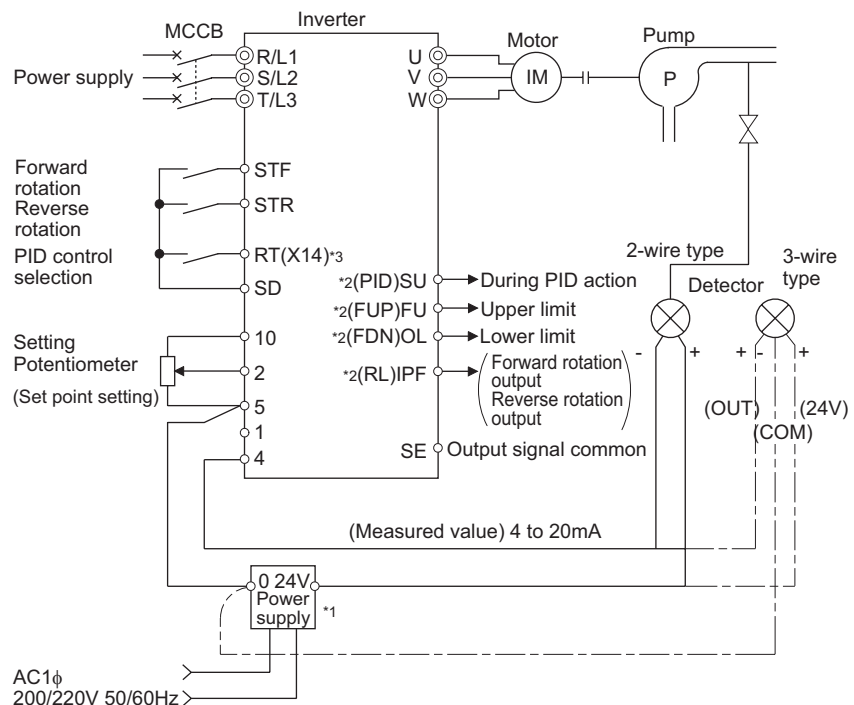 Inverter
MCCB
Power supply
R/L1
S/L2
T/L3
U
V
W
Motor
IM
Pump
P
Forward
rotation
Reverse
rotation
PID control
selection
STF
STR
RT(X14)*3
SD
Setting
Potentiometer
(Set point setting)
10
2
5
1
4
*2(PID)SU
During PID action
*2(FUP)FU
Upper limit
*2(FDN)OL
Lower limit
*2(RL)IPF
Forward rotation
output
Reverse rotation
output
SE
Output signal common
2-wire type
Detector
3-wire
type
- +
+ - +
(OUT)
(24V)
(COM)
(Measured value) 4 to 20mA
0 24V
Power
supply
*1
AC1ϕ
200/220V 50/60Hz